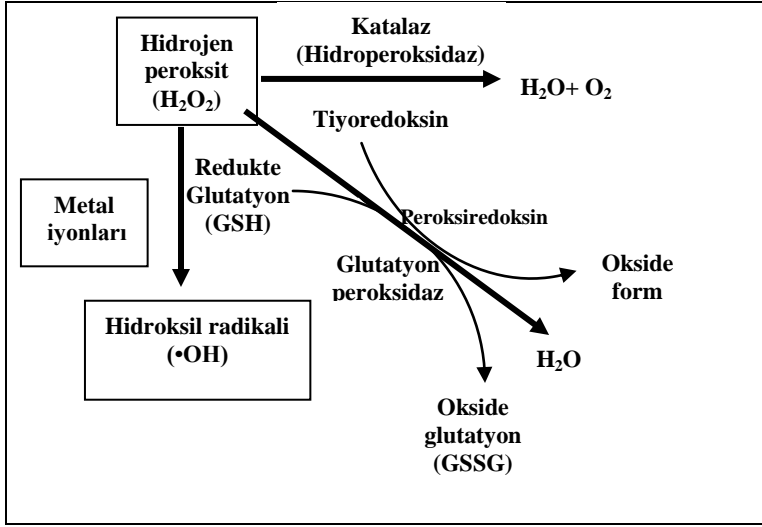 Hidrojen
peroksit
(H₂O₂)
Katalaz
(Hidroperoksidaz)
H₂O+ O₂
Tiyoredoksin
Redukte
Glutatyon
(GSH)
Metal
iyonları
Peroksiredoksin
Glutatyon
peroksidaz
Okside
form
Hidroksil radikali
(•OH)
H₂O
Okside
glutatyon
(GSSG)